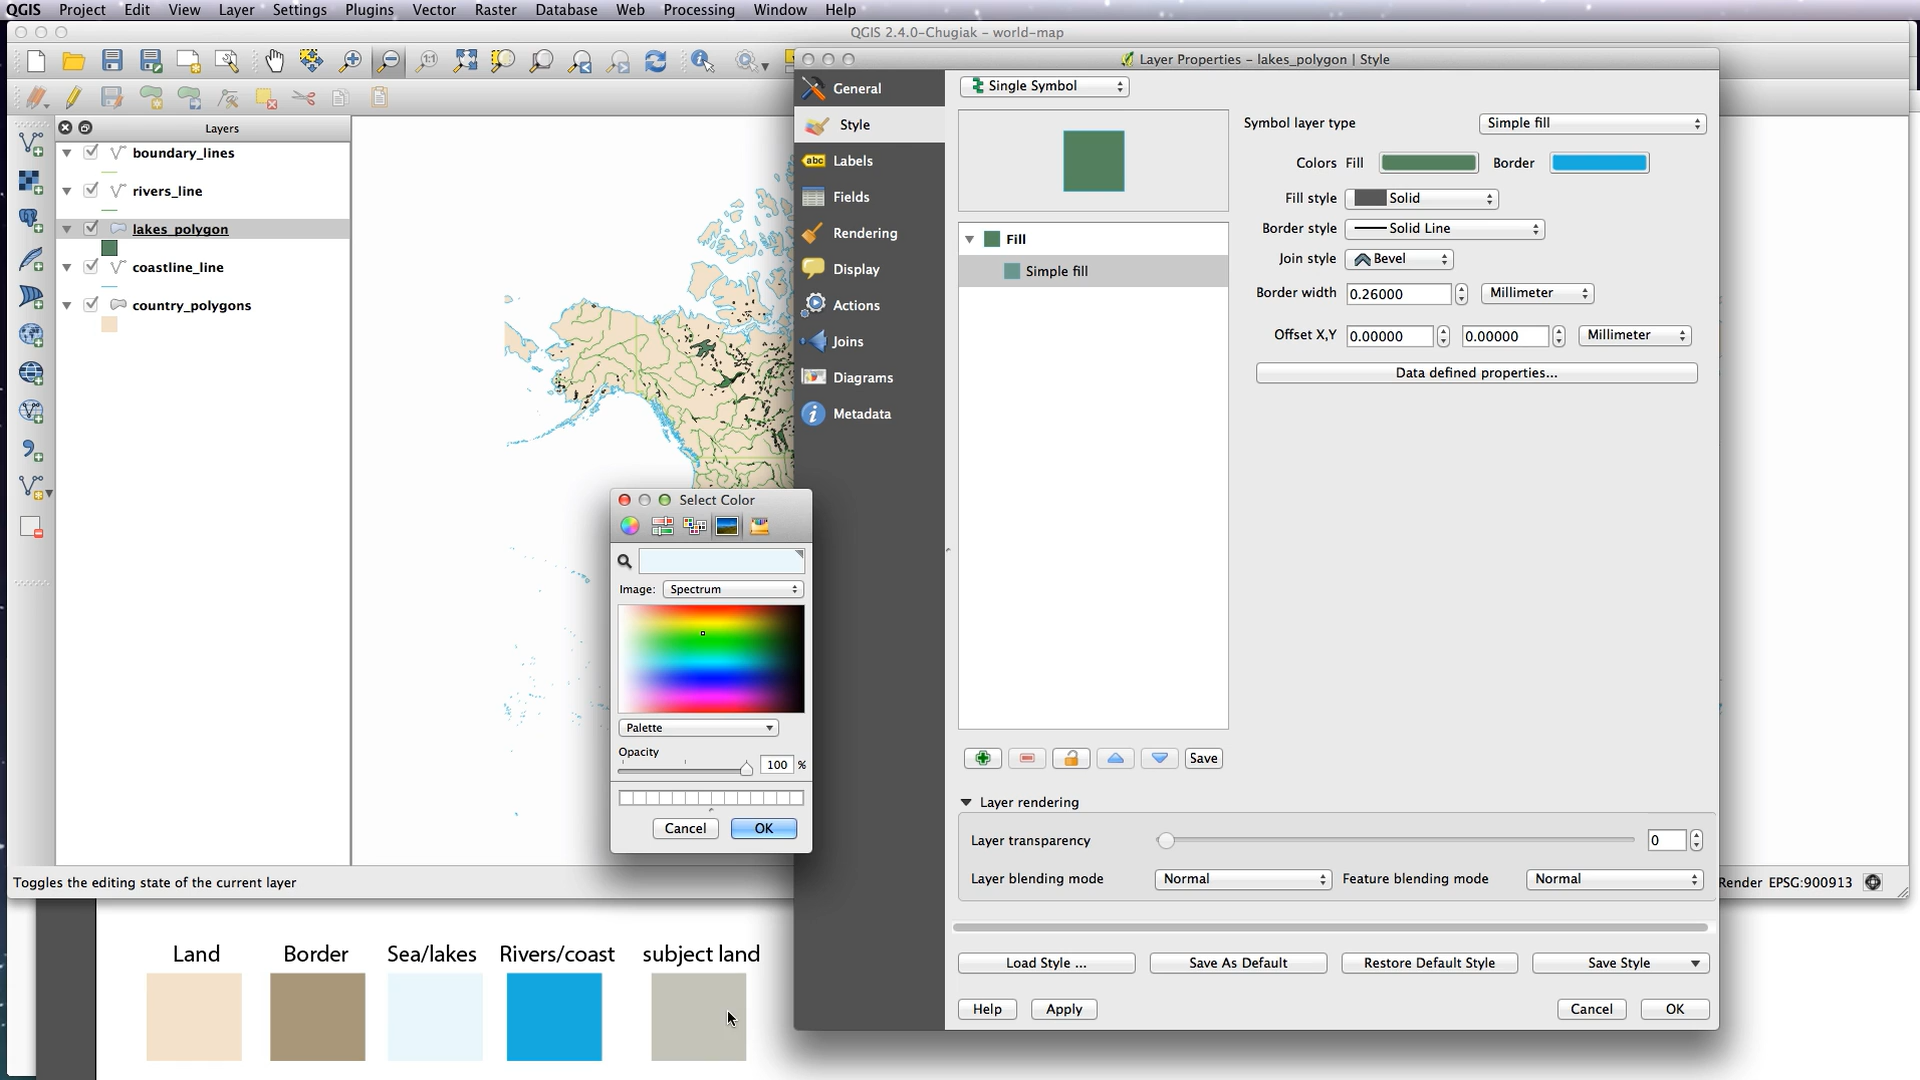 QGIS Project Edit View Layer Settings Plugins Vector Raster Database Web Processing Window Help
QGIS 2.4.0-Chugiak - world-map
Layers
boundary_lines
rivers_line
lakes_polygon
coastline_line
country_polygons
Layer Properties - lakes_polygon | Style
General
Style
abc Labels
Fields
Rendering
Display
Actions
Joins
Diagrams
Metadata
Single Symbol
Fill
Simple fill
Symbol layer type Simple fill
Colors Fill Border
Fill style Solid
Border style Solid Line
Join style Bevel
Border width 0.26000 Millimeter
Offset X,Y 0.00000 0.00000 Millimeter
Data defined properties...
Save
Layer rendering
Layer transparency 0
Layer blending mode Normal Feature blending mode Normal
Load Style ... Save As Default Restore Default Style Save Style
Help Apply Cancel OK
Select Color
Image: Spectrum
Palette
Opacity
100 %
Cancel OK
Toggles the editing state of the current layer
Render EPSG:900913
Land Border Sea/lakes Rivers/coast subject land